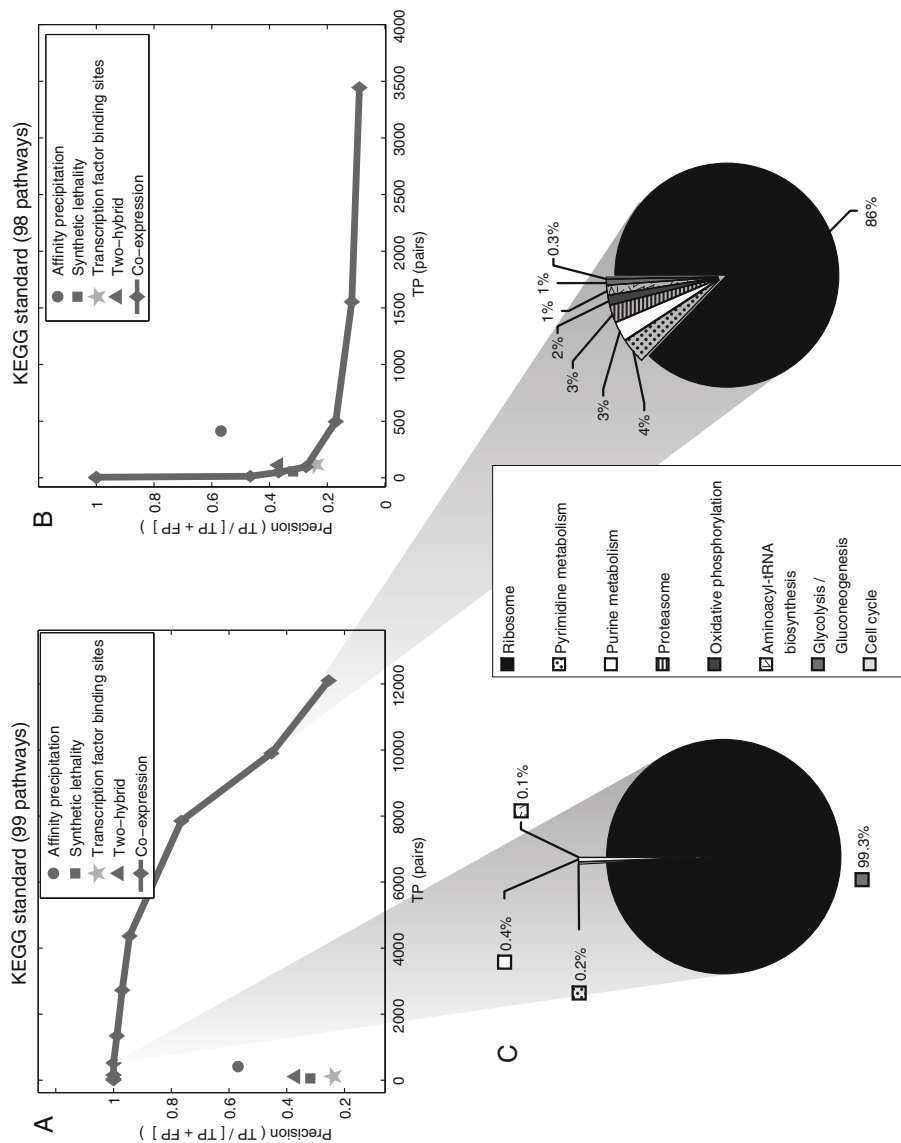 A
KEGG standard (99 pathways)
Affinity precipitation
Synthetic lethality
Transcription factor binding sites
Two−hybrid
Co−expression
Precision ( TP / [ TP + FP] )
1
0.8
0.6
0.4
0.2
0
2000
4000
6000
8000
10000
12000
TP (pairs)
B
KEGG standard (98 pathways)
Affinity precipitation
Synthetic lethality
Transcription factor binding sites
Two−hybrid
Co−expression
Precision ( TP / [ TP + FP] )
1
0.8
0.6
0.4
0.2
0
0
500
1000
1500
2000
2500
3000
3500
4000
TP (pairs)
C
0.2%
0.4%
0.1%
99.3%
Ribosome
Pyrimidine metabolism
Purine metabolism
Proteasome
Oxidative phosphorylation
Aminoacyl-tRNA
biosynthesis
Glycolysis /
Gluconeogenesis
Cell cycle
4%
3%
3%
2%
1%
1%
0.3%
86%